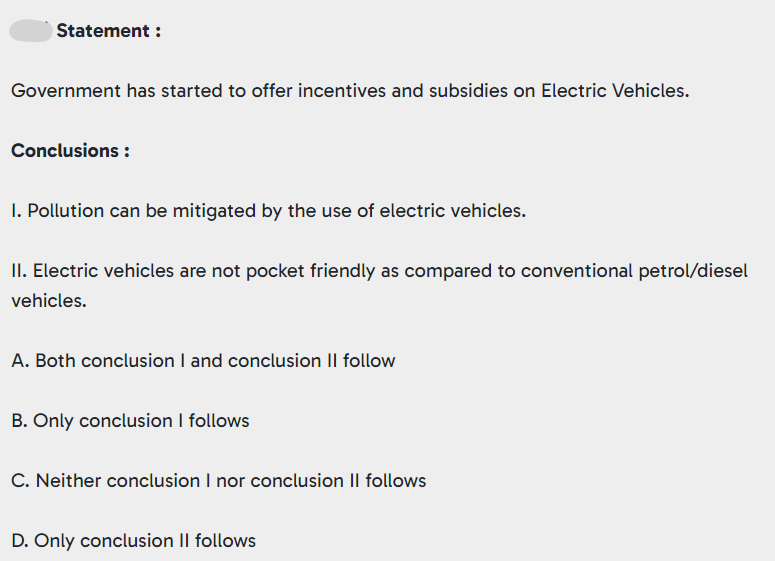 Statement :
Government has started to offer incentives and subsidies on Electric Vehicles.
Conclusions :
I. Pollution can be mitigated by the use of electric vehicles.
II. Electric vehicles are not pocket friendly as compared to conventional petrol/diesel
vehicles.
A. Both conclusion I and conclusion II follow
B. Only conclusion I follows
C. Neither conclusion I nor conclusion II follows
D. Only conclusion II follows